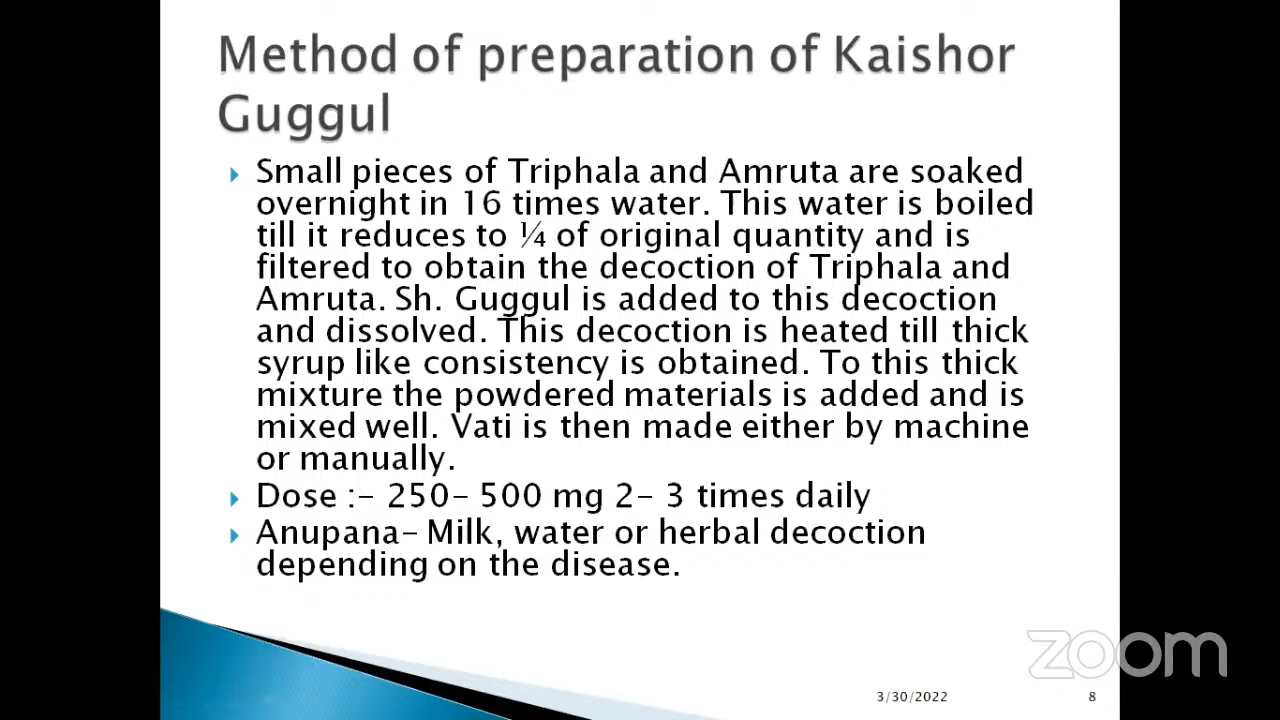 Method of preparation of Kaishor
Guggul
Small pieces of Triphala and Amruta are soaked
overnight in 16 times water. This water is boiled
till it reduces to ¼ of original quantity and is
filtered to obtain the decoction of Triphala and
Amruta. Sh. Guggul is added to this decoction
and dissolved. This decoction is heated till thick
syrup like consistency is obtained. To this thick
mixture the powdered materials is added and is
mixed well. Vati is then made either by machine
or manually.
Dose :- 250- 500 mg 2- 3 times daily
Anupana- Milk, water or herbal decoction
depending on the disease.
zoom
3/30/2022 8